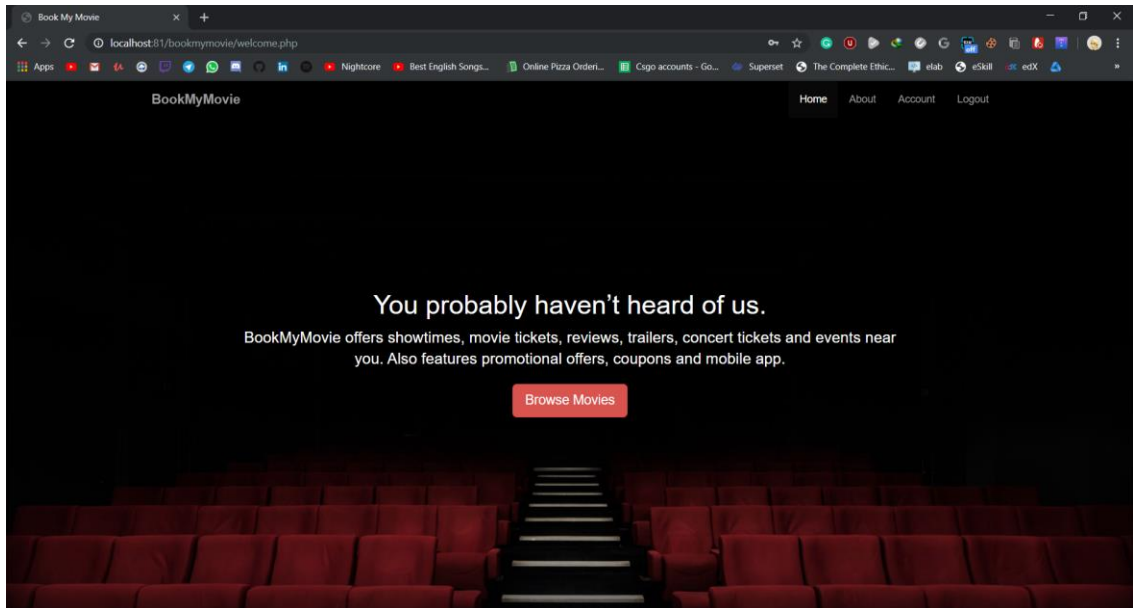 Book My Movie
localhost:81/bookmymovie/welcome.php
Apps
Nightcore
Best English Songs...
Online Pizza Orderi...
Csgo accounts - Go...
Superset
The Complete Ethic...
elab
eSkill
edX
BookMyMovie
Home
About
Account
Logout
You probably haven’t heard of us.
BookMyMovie offers showtimes, movie tickets, reviews, trailers, concert tickets and events near
you. Also features promotional offers, coupons and mobile app.
Browse Movies